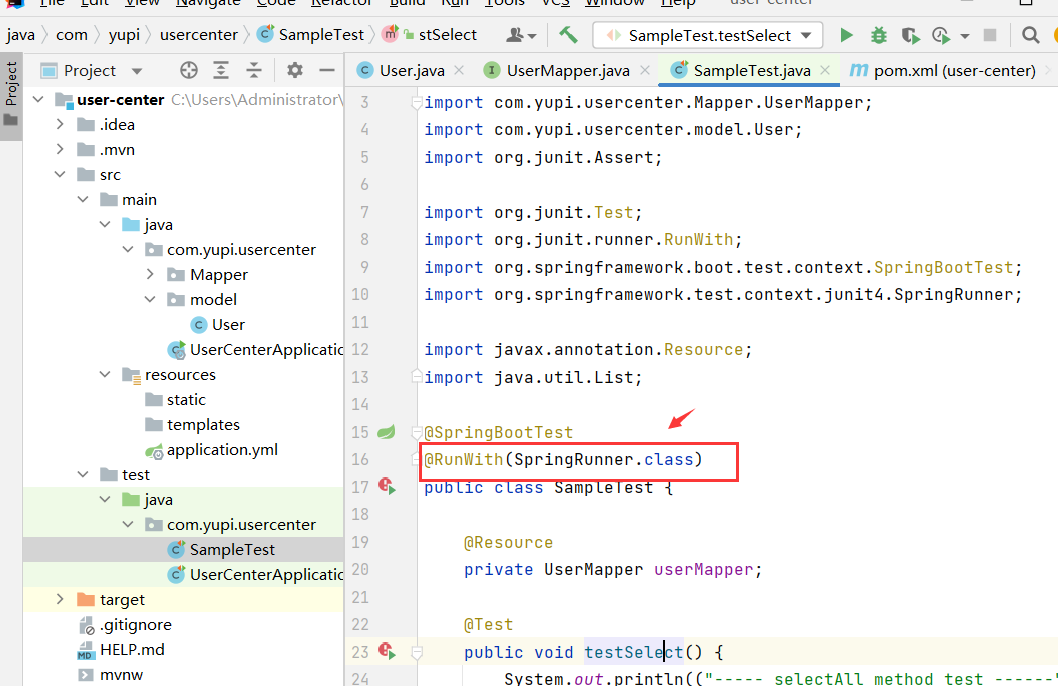 File Edit View Navigate Code Refactor Build Run Tools VCS Window Help user-center
java com yupi usercenter SampleTest stSelect SampleTest.testSelect
Project
Project
User.java UserMapper.java SampleTest.java pom.xml (user-center)
user-center C:\Users\Administrator\
.idea
.mvn
src
main
java
com.yupi.usercenter
Mapper
model
User
UserCenterApplicatic
resources
static
templates
application.yml
test
java
com.yupi.usercenter
SampleTest
UserCenterApplicatic
target
.gitignore
HELP.md
mvnw
3 import com.yupi.usercenter.Mapper.UserMapper;
4 import com.yupi.usercenter.model.User;
5 import org.junit.Assert;
6
7 import org.junit.Test;
8 import org.junit.runner.RunWith;
9 import org.springframework.boot.test.context.SpringBootTest;
10 import org.springframework.test.context.junit4.SpringRunner;
11
12 import javax.annotation.Resource;
13 import java.util.List;
14
15 @SpringBootTest
16 @RunWith(SpringRunner.class)
17 public class SampleTest {
18
19 @Resource
20 private UserMapper userMapper;
21
22 @Test
23 public void testSelect() {
24 System.out.println(("----- selectAll method test ------"